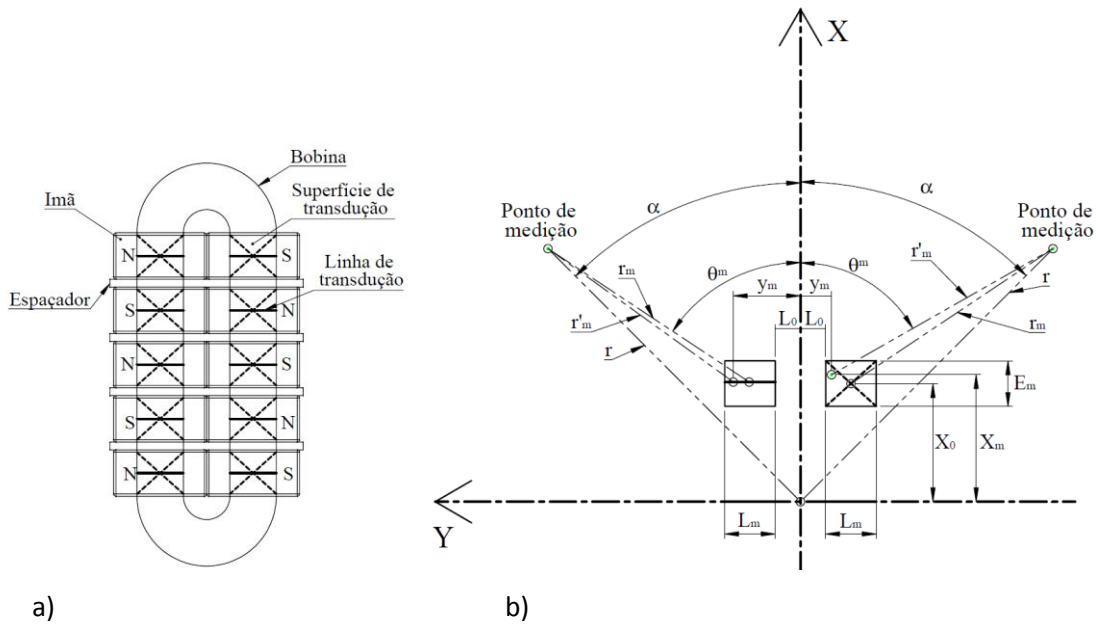 Bobina
Imã
Superfície de
transdução
N
S
Linha de
transdução
Espaçador
S
N
N
S
S
N
N
S
a)
X
α
α
Ponto de
medição
Ponto de
medição
θᵐ
θᵐ
rₘ
r'ₘ
yₘ
yₘ
r'ₘ
r
r
L₀
L₀
rₘ
Eₘ
X₀
Xₘ
Lₘ
Lₘ
Y
b)